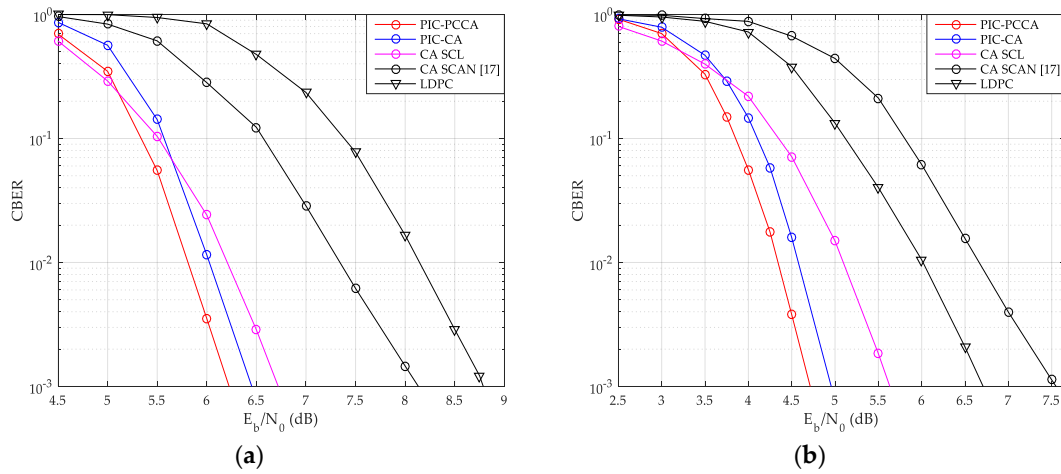 10^0
10^-1
10^-2
10^-3
CBER
4.5 5 5.5 6 6.5 7 7.5 8 8.5 9
E_b/N_0 (dB)
PIC-PCCA
PIC-CA
CA SCL
CA SCAN [17]
LDPC
(a)
10^0
10^-1
10^-2
10^-3
CBER
2.5 3 3.5 4 4.5 5 5.5 6 6.5 7 7.5
E_b/N_0 (dB)
PIC-PCCA
PIC-CA
CA SCL
CA SCAN [17]
LDPC
(b)